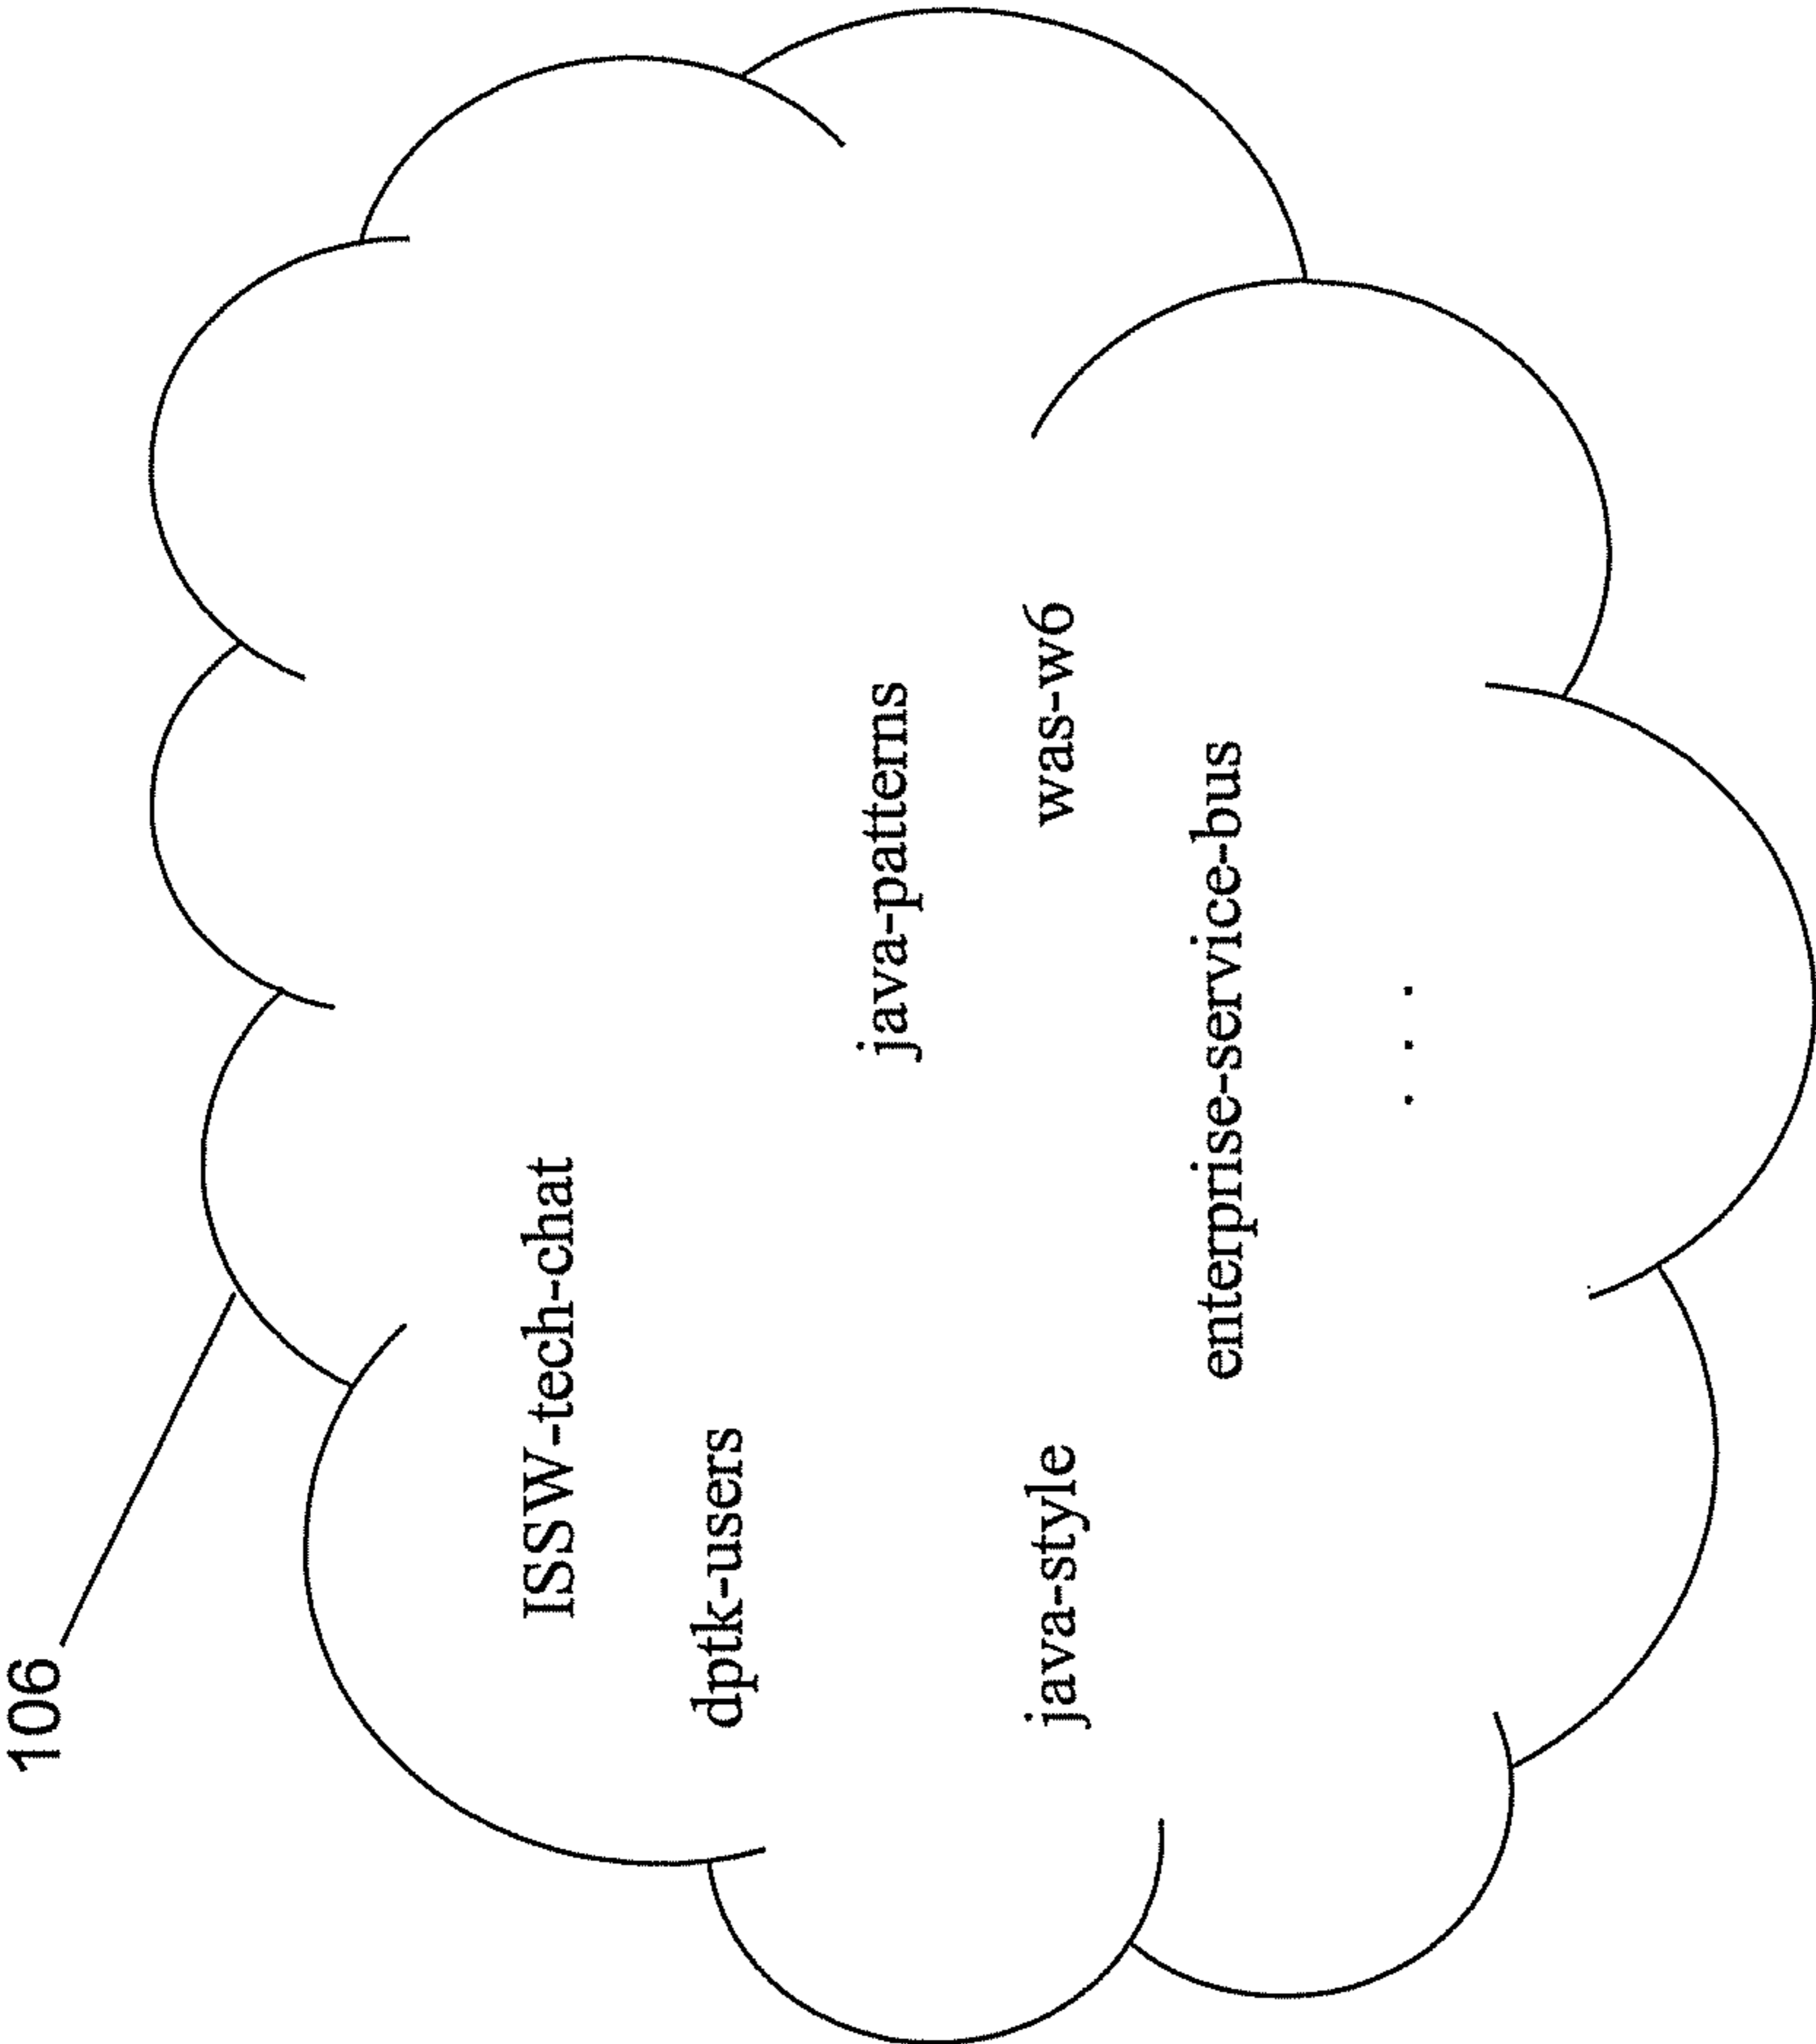 106
ISSW-tech-chat
dptk-users
java-patterns
java-style
was-w6
enterprise-service-bus
. . .